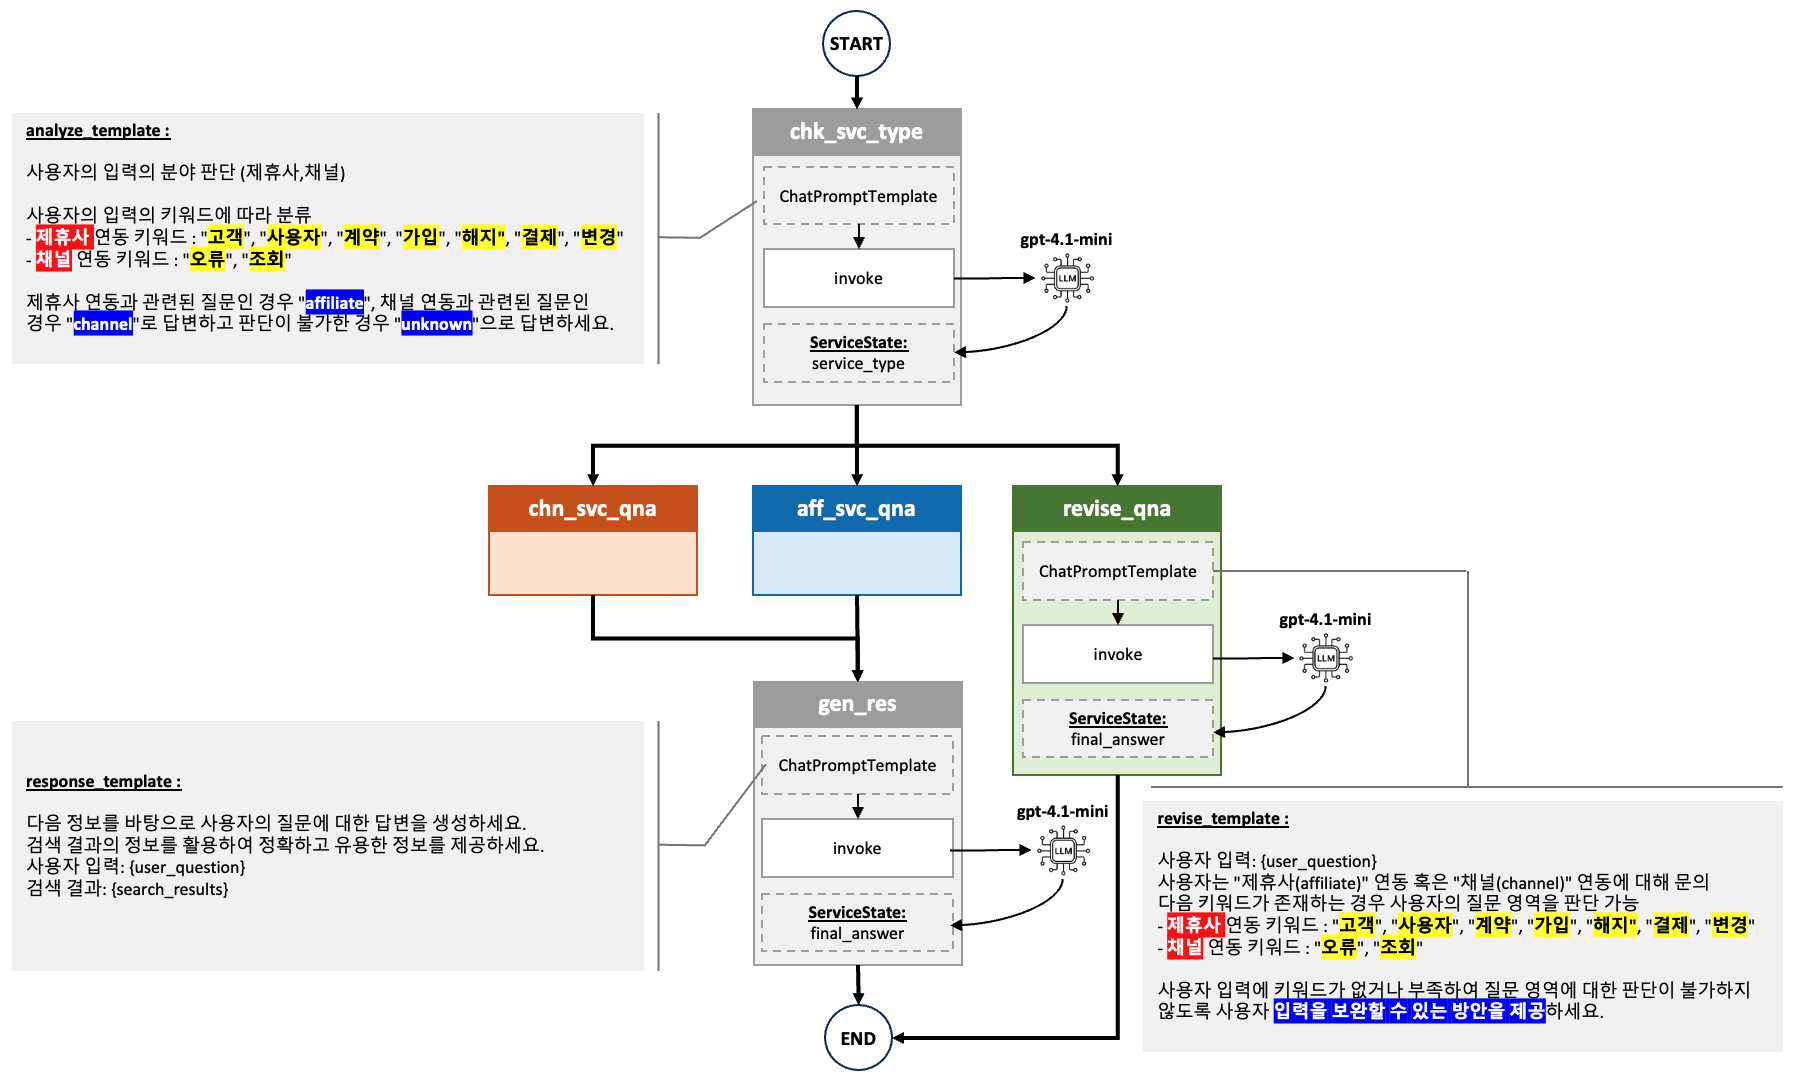 START
chk_svc_type
ChatPromptTemplate
invoke
gpt-4.1-mini
LLM
ServiceState:
service_type
analyze_template :
사용자의 입력의 분야 판단 (제휴사,채널)
사용자의 입력의 키워드에 따라 분류
- 제휴사 연동 키워드 : "고객", "사용자", "계약", "가입", "해지", "결제", "변경"
- 채널 연동 키워드 : "오류", "조회"
제휴사 연동과 관련된 질문인 경우 "affiliate", 채널 연동과 관련된 질문인
경우 "channel"로 답변하고 판단이 불가한 경우 "unknown"으로 답변하세요.
chn_svc_qna
aff_svc_qna
revise_qna
ChatPromptTemplate
invoke
gpt-4.1-mini
LLM
ServiceState:
final_answer
gen_res
ChatPromptTemplate
invoke
gpt-4.1-mini
LLM
ServiceState:
final_answer
response_template :
다음 정보를 바탕으로 사용자의 질문에 대한 답변을 생성하세요.
검색 결과의 정보를 활용하여 정확하고 유용한 정보를 제공하세요.
사용자 입력: {user_question}
검색 결과: {search_results}
revise_template :
사용자 입력: {user_question}
사용자는 "제휴사(affiliate)" 연동 혹은 "채널(channel)" 연동에 대해 문의
다음 키워드가 존재하는 경우 사용자의 질문 영역을 판단 가능
- 제휴사 연동 키워드 : "고객", "사용자", "계약", "가입", "해지", "결제", "변경"
- 채널 연동 키워드 : "오류", "조회"
사용자 입력에 키워드가 없거나 부족하여 질문 영역에 대한 판단이 불가하지
않도록 사용자 입력을 보완할 수 있는 방안을 제공하세요.
END